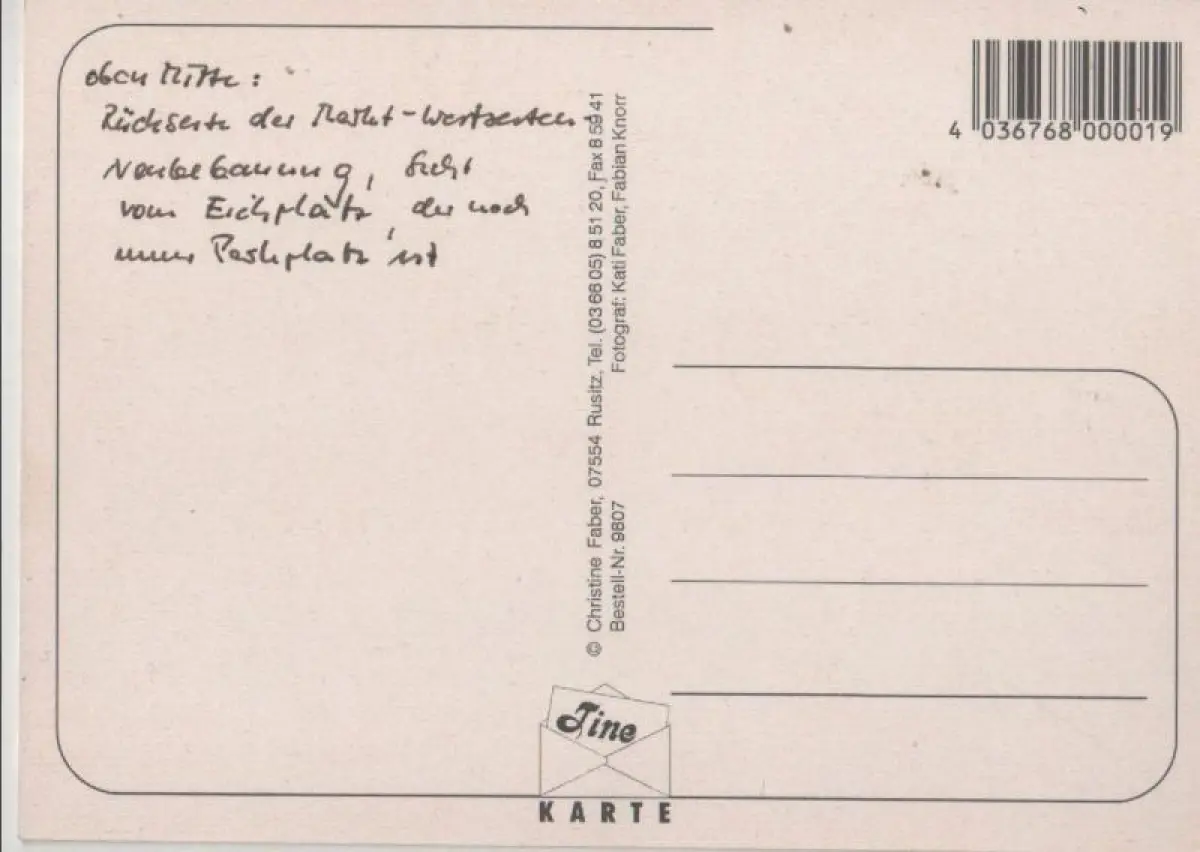 oben Mitte:
Rückseite der Markt-Westseiten-
Neubebauung, Sicht
vom Eichplatz, der noch
immer Parkplatz ist
© Christine Faber, 07554 Rusitz, Tel. (03 66 05) 8 51 20, Fax 8 59 41
Bestell-Nr. 9807 Fotograf: Kati Faber, Fabian Knorr
4 036768 000019
Tine
KARTE